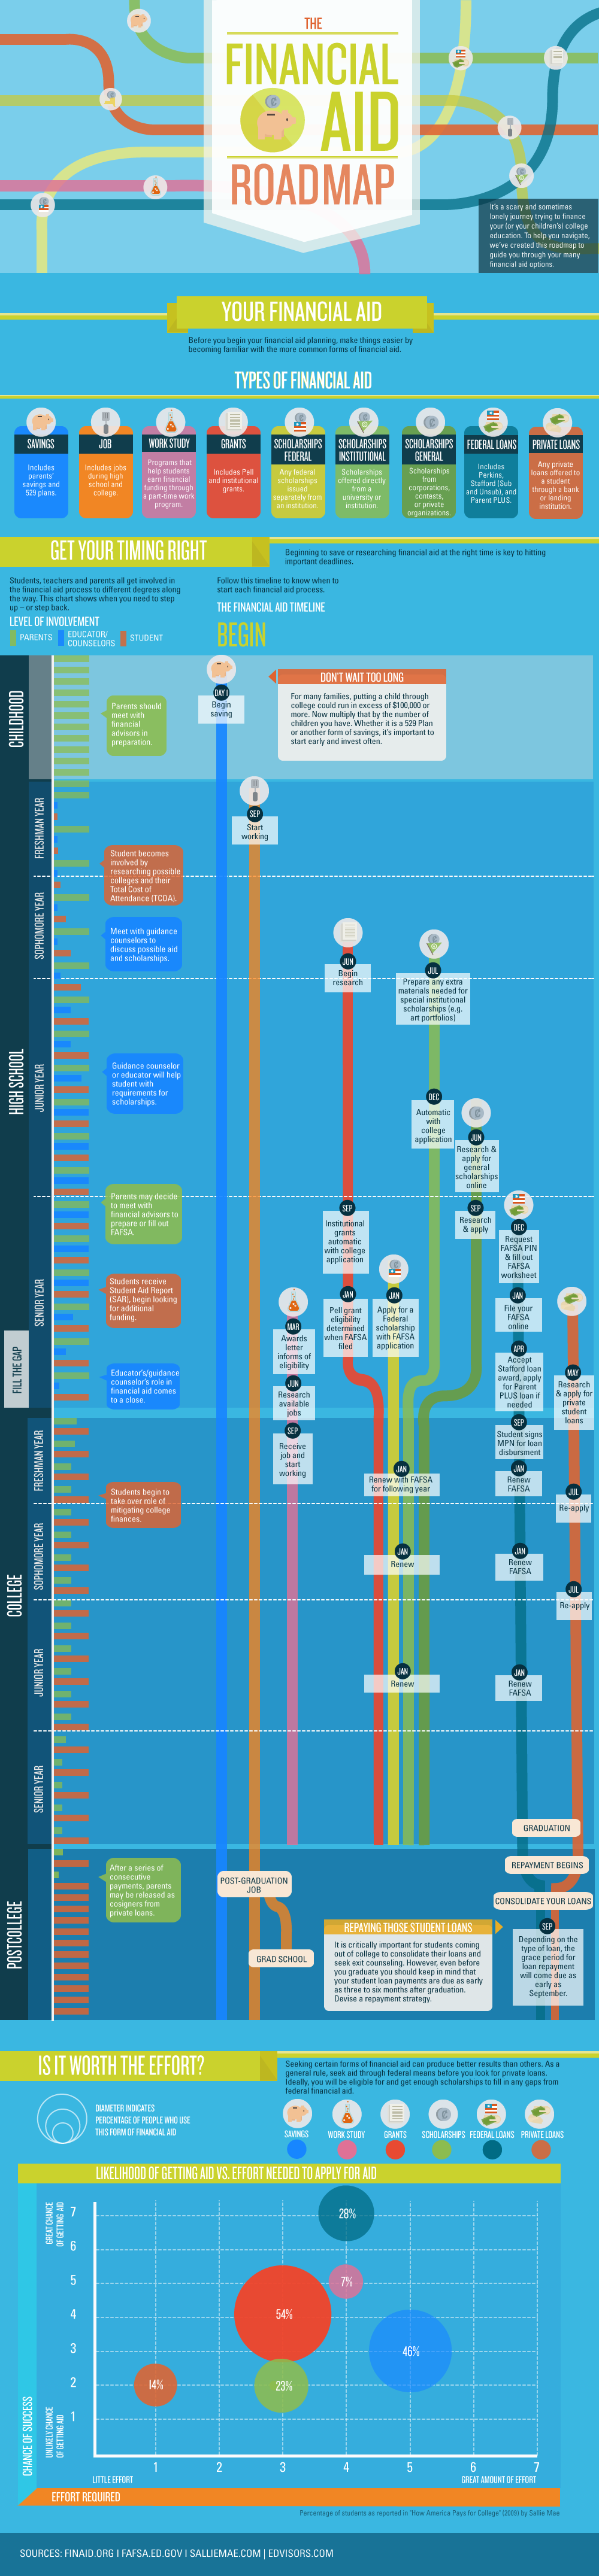 THE
FINANCIAL
AID
ROADMAP
It's a scary and sometimes
lonely journey trying to finance
your (or your children's) college
education. To help you navigate,
we've created this roadmap to
guide you through your many
financial aid options.
YOUR FINANCIAL AID
Before you begin your financial aid planning, make things easier by
becoming familiar with the more common forms of financial aid.
TYPES OF FINANCIAL AID
SAVINGS
Includes
parents'
savings and
529 plans.
JOB
Includes jobs
during high
school and
college.
WORK STUDY
Programs that
help students
earn financial
funding through
a part-time work
program.
GRANTS
Includes Pell
and institutional
grants.
SCHOLARSHIPS
FEDERAL
Any federal
scholarships
issued
separately from
an institution.
SCHOLARSHIPS
INSTITUTIONAL
Scholarships
offered directly
from a
university or
institution.
SCHOLARSHIPS
GENERAL
Scholarships
from
corporations,
contests,
or private
organizations.
FEDERAL LOANS
Includes
Perkins,
Stafford (Sub
and Unsub), and
Parent PLUS.
PRIVATE LOANS
Any private
loans offered to
a student
through a bank
or lending
institution.
GET YOUR TIMING RIGHT
Beginning to save or researching financial aid at the right time is key to hitting
important deadlines.
Students, teachers and parents all get involved in
the financial aid process to different degrees along
the way. This chart shows when you need to step
up – or step back.
LEVEL OF INVOLVEMENT
PARENTS
EDUCATOR/
COUNSELORS
STUDENT
Follow this timeline to know when to
start each financial aid process.
THE FINANCIAL AID TIMELINE
BEGIN
CHILDHOOD
Parents should
meet with
financial
advisors in
preparation.
DAY 1
Begin
saving
DON'T WAIT TOO LONG
For many families, putting a child through
college could run in excess of $100,000 or
more. Now multiply that by the number of
children you have. Whether it is a 529 Plan
or another form of savings, it's important to
start early and invest often.
HIGH SCHOOL
FRESHMAN YEAR
SEP
Start
working
Student becomes
involved by
researching possible
colleges and their
Total Cost of
Attendance (TCOA).
SOPHOMORE YEAR
Meet with guidance
counselors to
discuss possible aid
and scholarships.
JUN
Begin
research
JUL
Prepare any extra
materials needed for
special institutional
scholarships (e.g.
art portfolios)
JUNIOR YEAR
Guidance counselor
or educator will help
student with
requirements for
scholarships.
DEC
Automatic
with
college
application
JUN
Research &
apply for
general
scholarships
online
SENIOR YEAR
Parents may decide
to meet with
financial advisors to
prepare or fill out
FAFSA.
SEP
Institutional
grants
automatic
with college
application
SEP
Research
& apply
DEC
Request
FAFSA PIN
& fill out
FAFSA
worksheet
Students receive
Student Aid Report
(SAR), begin looking
for additional
funding.
JAN
Pell grant
eligibility
determined
when FAFSA
filed
JAN
Apply for a
Federal
scholarship
with FAFSA
application
JAN
File your
FAFSA
online
MAR
Awards
letter
informs of
eligibility
APR
Accept
Stafford loan
award, apply
for Parent
PLUS loan if
needed
FILL THE GAP
Educator's/guidance
counselor's role in
financial aid comes
to a close.
JUN
Research
available
jobs
MAY
Research
& apply for
private
student
loans
COLLEGE
FRESHMAN YEAR
SEP
Receive
job and
start
working
SEP
Student signs
MPN for loan
disbursment
JAN
Renew with FAFSA
for following year
JAN
Renew
FAFSA
Students begin to
take over role of
mitigating college
finances.
JUL
Re-apply
SOPHOMORE YEAR
JAN
Renew
JAN
Renew
FAFSA
JUL
Re-apply
JUNIOR YEAR
JAN
Renew
JAN
Renew
FAFSA
SENIOR YEAR
GRADUATION
POSTCOLLEGE
After a series of
consecutive
payments, parents
may be released as
cosigners from
private loans.
POST-GRADUATION
JOB
GRAD SCHOOL
REPAYMENT BEGINS
CONSOLIDATE YOUR LOANS
REPAYING THOSE STUDENT LOANS
It is critically important for students coming
out of college to consolidate their loans and
seek exit counseling. However, even before
you graduate you should keep in mind that
your student loan payments are due as early
as three to six months after graduation.
Devise a repayment strategy.
SEP
Depending on the
type of loan, the
grace period for
loan repayment
will come due as
early as
September.
IS IT WORTH THE EFFORT?
Seeking certain forms of financial aid can produce better results than others. As a
general rule, seek aid through federal means before you look for private loans.
Ideally, you will be eligible for and get enough scholarships to fill in any gaps from
federal financial aid.
DIAMETER INDICATES
PERCENTAGE OF PEOPLE WHO USE
THIS FORM OF FINANCIAL AID
SAVINGS
WORK STUDY
GRANTS
SCHOLARSHIPS
FEDERAL LOANS
PRIVATE LOANS
LIKELIHOOD OF GETTING AID VS. EFFORT NEEDED TO APPLY FOR AID
GREAT CHANCE
OF GETTING AID
7
28%
6
5
7%
4
54%
3
46%
2
14%
23%
1
CHANCE OF SUCCESS
UNLIKELY CHANCE
OF GETTING AID
1
2
3
4
5
6
7
LITTLE EFFORT
GREAT AMOUNT OF EFFORT
EFFORT REQUIRED
Percentage of students as reported in "How America Pays for College" (2009) by Sallie Mae
SOURCES: FINAID.ORG I FAFSA.ED.GOV I SALLIEMAE.COM | EDVISORS.COM